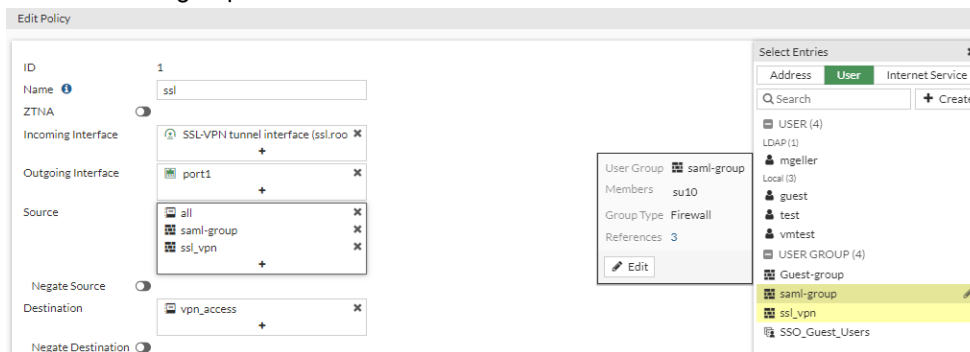 Edit Policy
ID 1
Name ssl
ZTNA
Incoming Interface SSL-VPN tunnel interface (ssl.roo
+
Outgoing Interface port1
+
Source all
saml-group
ssl_vpn
+
Negate Source
Destination vpn_access
+
Negate Destination
User Group saml-group
Members su10
Group Type Firewall
References 3
Edit
Select Entries
Address User Internet Service
Search + Create
USER (4)
LDAP (1)
mgeller
Local (3)
guest
test
vmtest
USER GROUP (4)
Guest-group
saml-group
ssl_vpn
SSO_Guest_Users